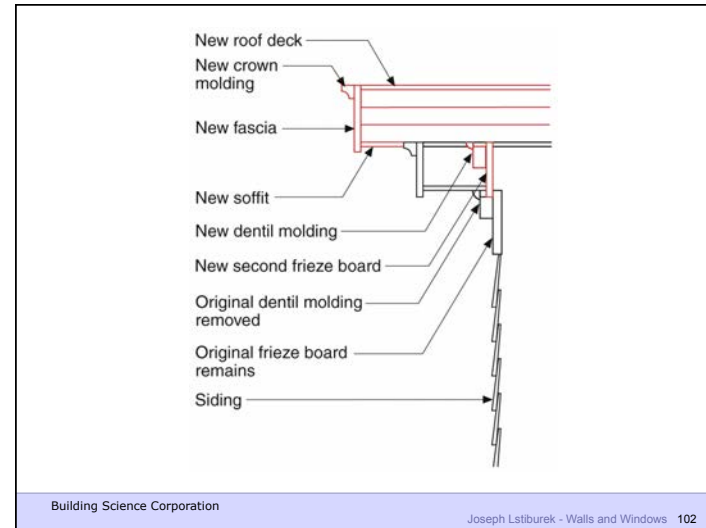 New roof deck
New crown
molding
New fascia
New soffit
New dentil molding
New second frieze board
Original dentil molding
removed
Original frieze board
remains
Siding
Building Science Corporation
Joseph Lstiburek - Walls and Windows 102